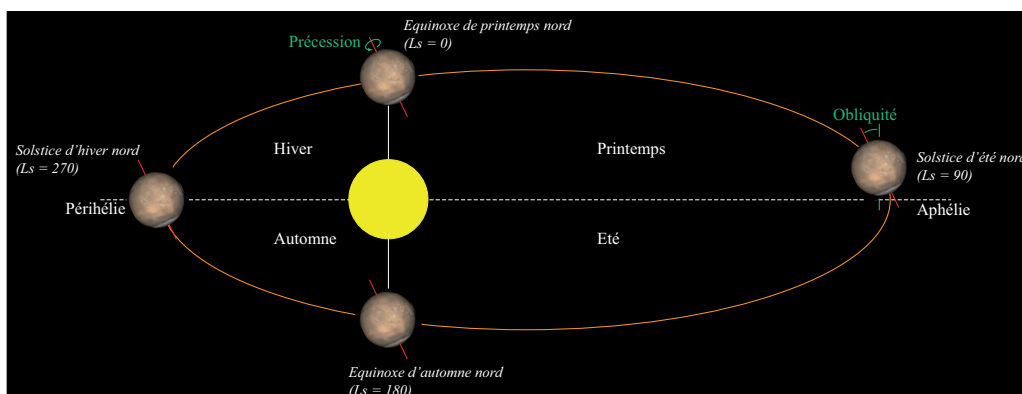 Equinoxe de printemps nord
(Ls = 0)
Précession
Obliquité
Solstice d'hiver nord
(Ls = 270)
Hiver
Printemps
Solstice d'été nord
(Ls = 90)
Périhélie
Aphélie
Automne
Eté
Equinoxe d'automne nord
(Ls = 180)